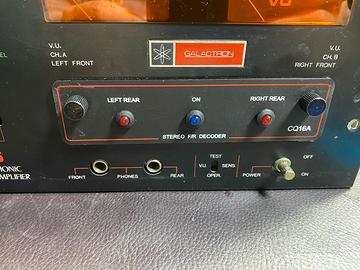 VU
V.U.
CH. A
LEFT FRONT
GALACTRON
V.U.
CH. B
RIGHT FRONT
LEFT REAR
ON
RIGHT REAR
STEREO F/R DECODER
CQ16A
FRONT
PHONES
REAR
TEST
V.U.
SENS
OPER.
POWER
OFF
ON